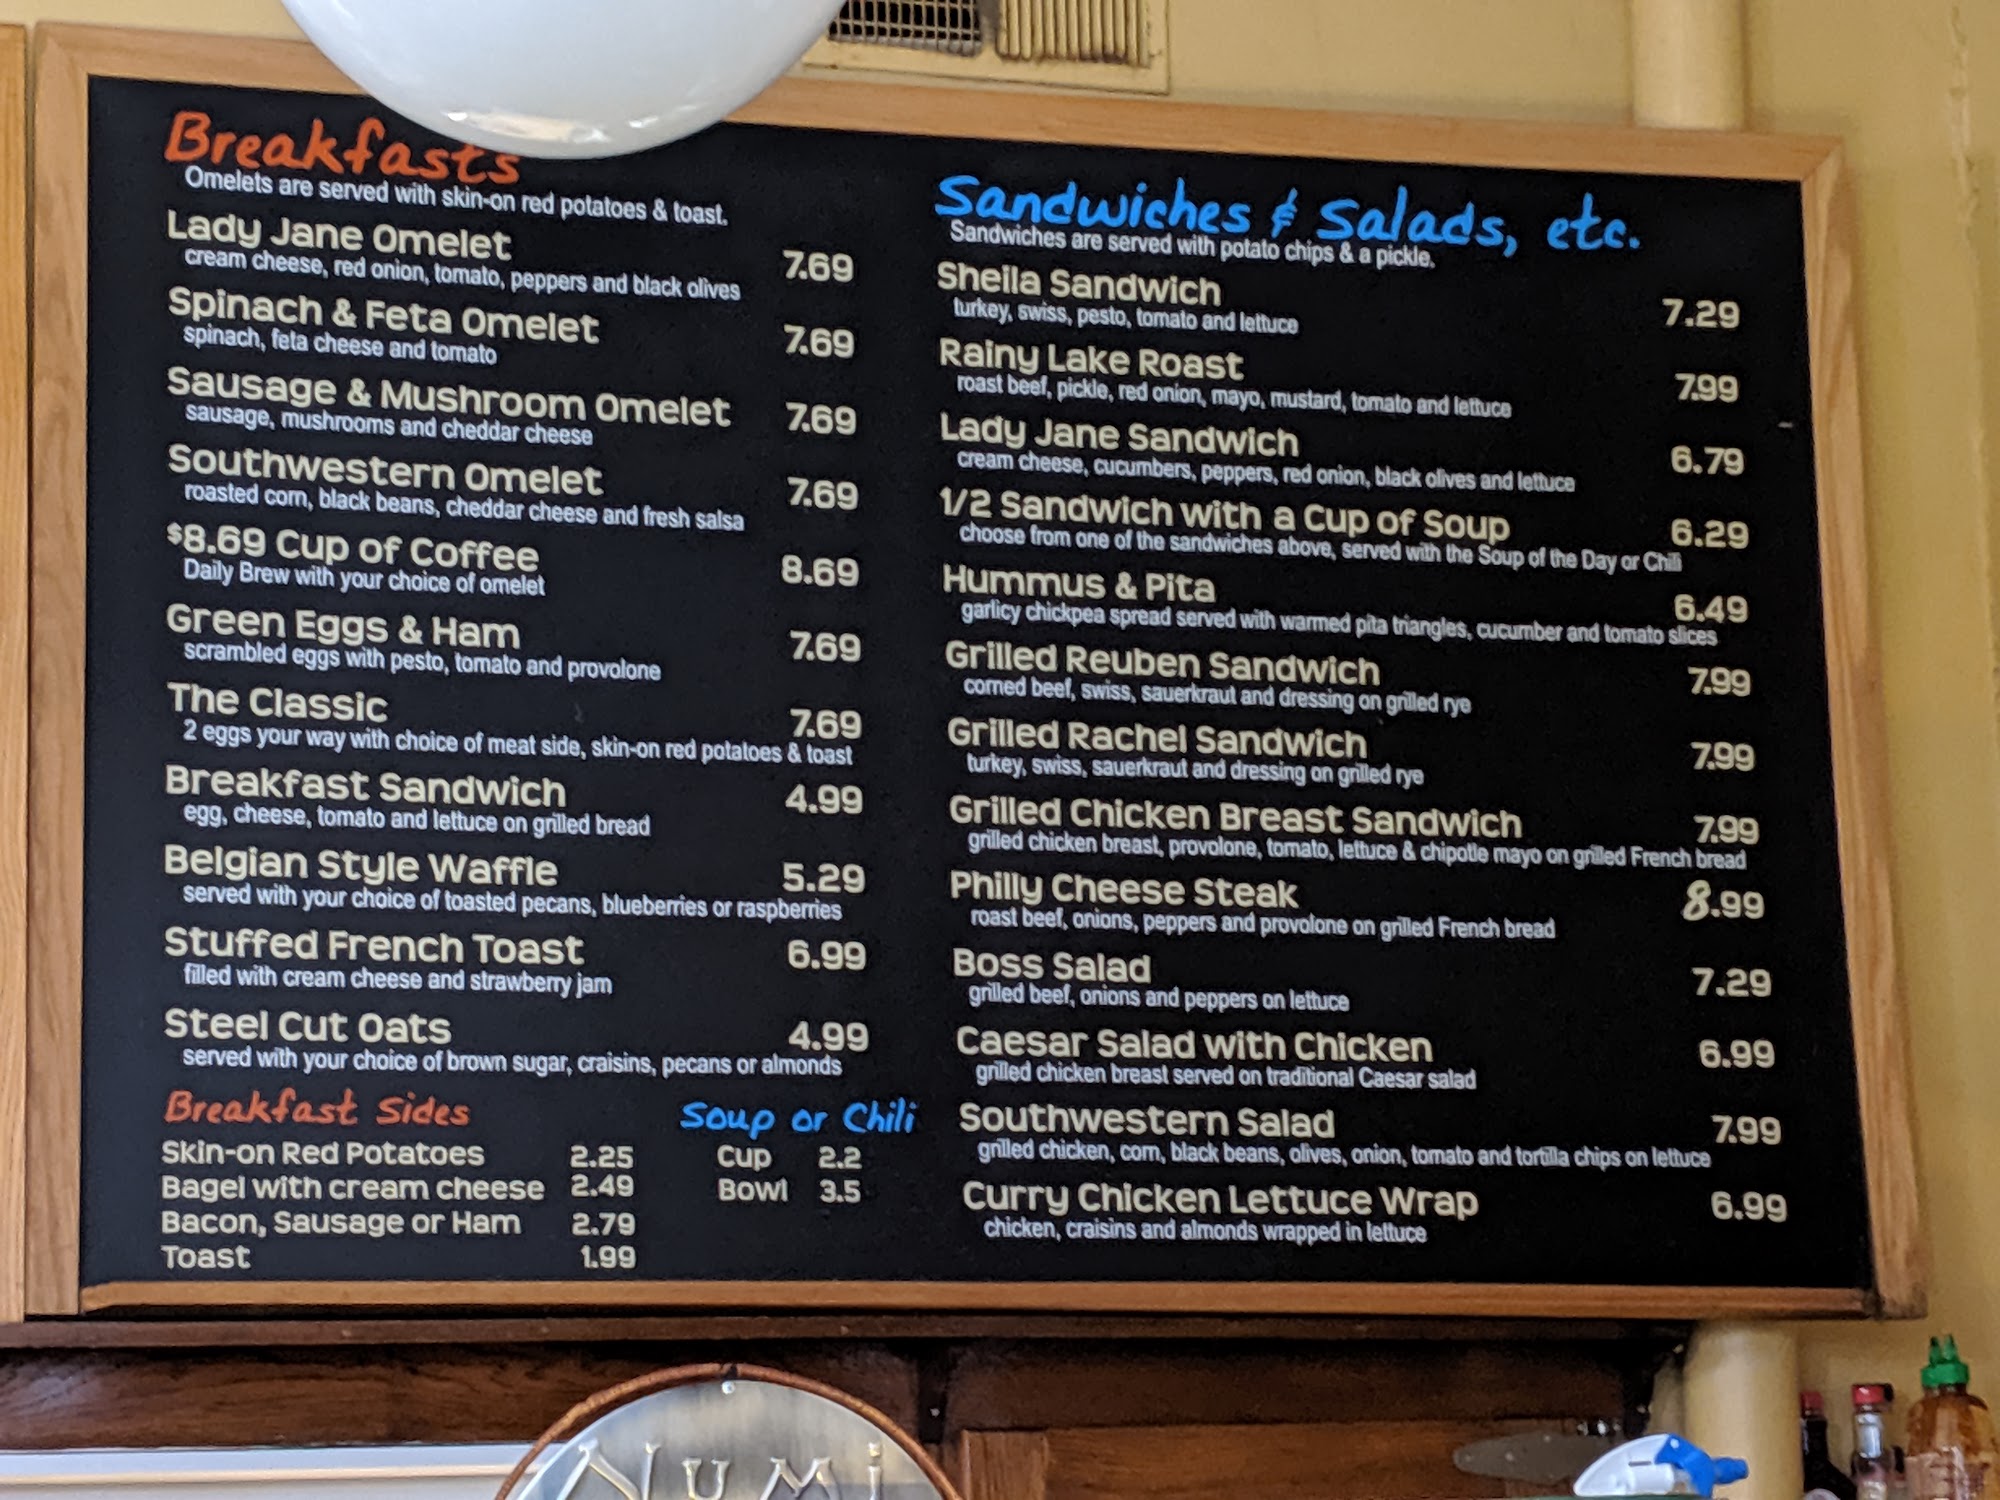 Breakfasts
Omelets are served with skin-on red potatoes & toast.
Lady Jane Omelet 7.69
cream cheese, red onion, tomato, peppers and black olives
Spinach & Feta Omelet 7.69
spinach, feta cheese and tomato
Sausage & Mushroom Omelet 7.69
sausage, mushrooms and cheddar cheese
Southwestern Omelet 7.69
roasted corn, black beans, cheddar cheese and fresh salsa
$8.69 Cup of Coffee 8.69
Daily Brew with your choice of omelet
Green Eggs & Ham 7.69
scrambled eggs with pesto, tomato and provolone
The Classic 7.69
2 eggs your way with choice of meat side, skin-on red potatoes & toast
Breakfast Sandwich 4.99
egg, cheese, tomato and lettuce on grilled bread
Belgian Style Waffle 5.29
served with your choice of toasted pecans, blueberries or raspberries
Stuffed French Toast 6.99
filled with cream cheese and strawberry jam
Steel Cut Oats 4.99
served with your choice of brown sugar, craisins, pecans or almonds
Breakfast Sides
Skin-on Red Potatoes 2.25
Bagel with cream cheese 2.49
Bacon, Sausage or Ham 2.79
Toast 1.99
Soup or Chili
Cup 2.2
Bowl 3.5
Sandwiches & Salads, etc.
Sandwiches are served with potato chips & a pickle.
Sheila Sandwich 7.29
turkey, swiss, pesto, tomato and lettuce
Rainy Lake Roast 7.99
roast beef, pickle, red onion, mayo, mustard, tomato and lettuce
Lady Jane Sandwich 6.79
cream cheese, cucumbers, peppers, red onion, black olives and lettuce
1/2 Sandwich with a Cup of Soup 6.29
choose from one of the sandwiches above, served with the Soup of the Day or Chili
Hummus & Pita 6.49
garlicy chickpea spread served with warmed pita triangles, cucumber and tomato slices
Grilled Reuben Sandwich 7.99
corned beef, swiss, sauerkraut and dressing on grilled rye
Grilled Rachel Sandwich 7.99
turkey, swiss, sauerkraut and dressing on grilled rye
Grilled Chicken Breast Sandwich 7.99
grilled chicken breast, provolone, tomato, lettuce & chipotle mayo on grilled French bread
Philly Cheese Steak 8.99
roast beef, onions, peppers and provolone on grilled French bread
Boss Salad 7.29
grilled beef, onions and peppers on lettuce
Caesar Salad with Chicken 6.99
grilled chicken breast served on traditional Caesar salad
Southwestern Salad 7.99
grilled chicken, corn, black beans, olives, onion, tomato and tortilla chips on lettuce
Curry Chicken Lettuce Wrap 6.99
chicken, craisins and almonds wrapped in lettuce
NUMi